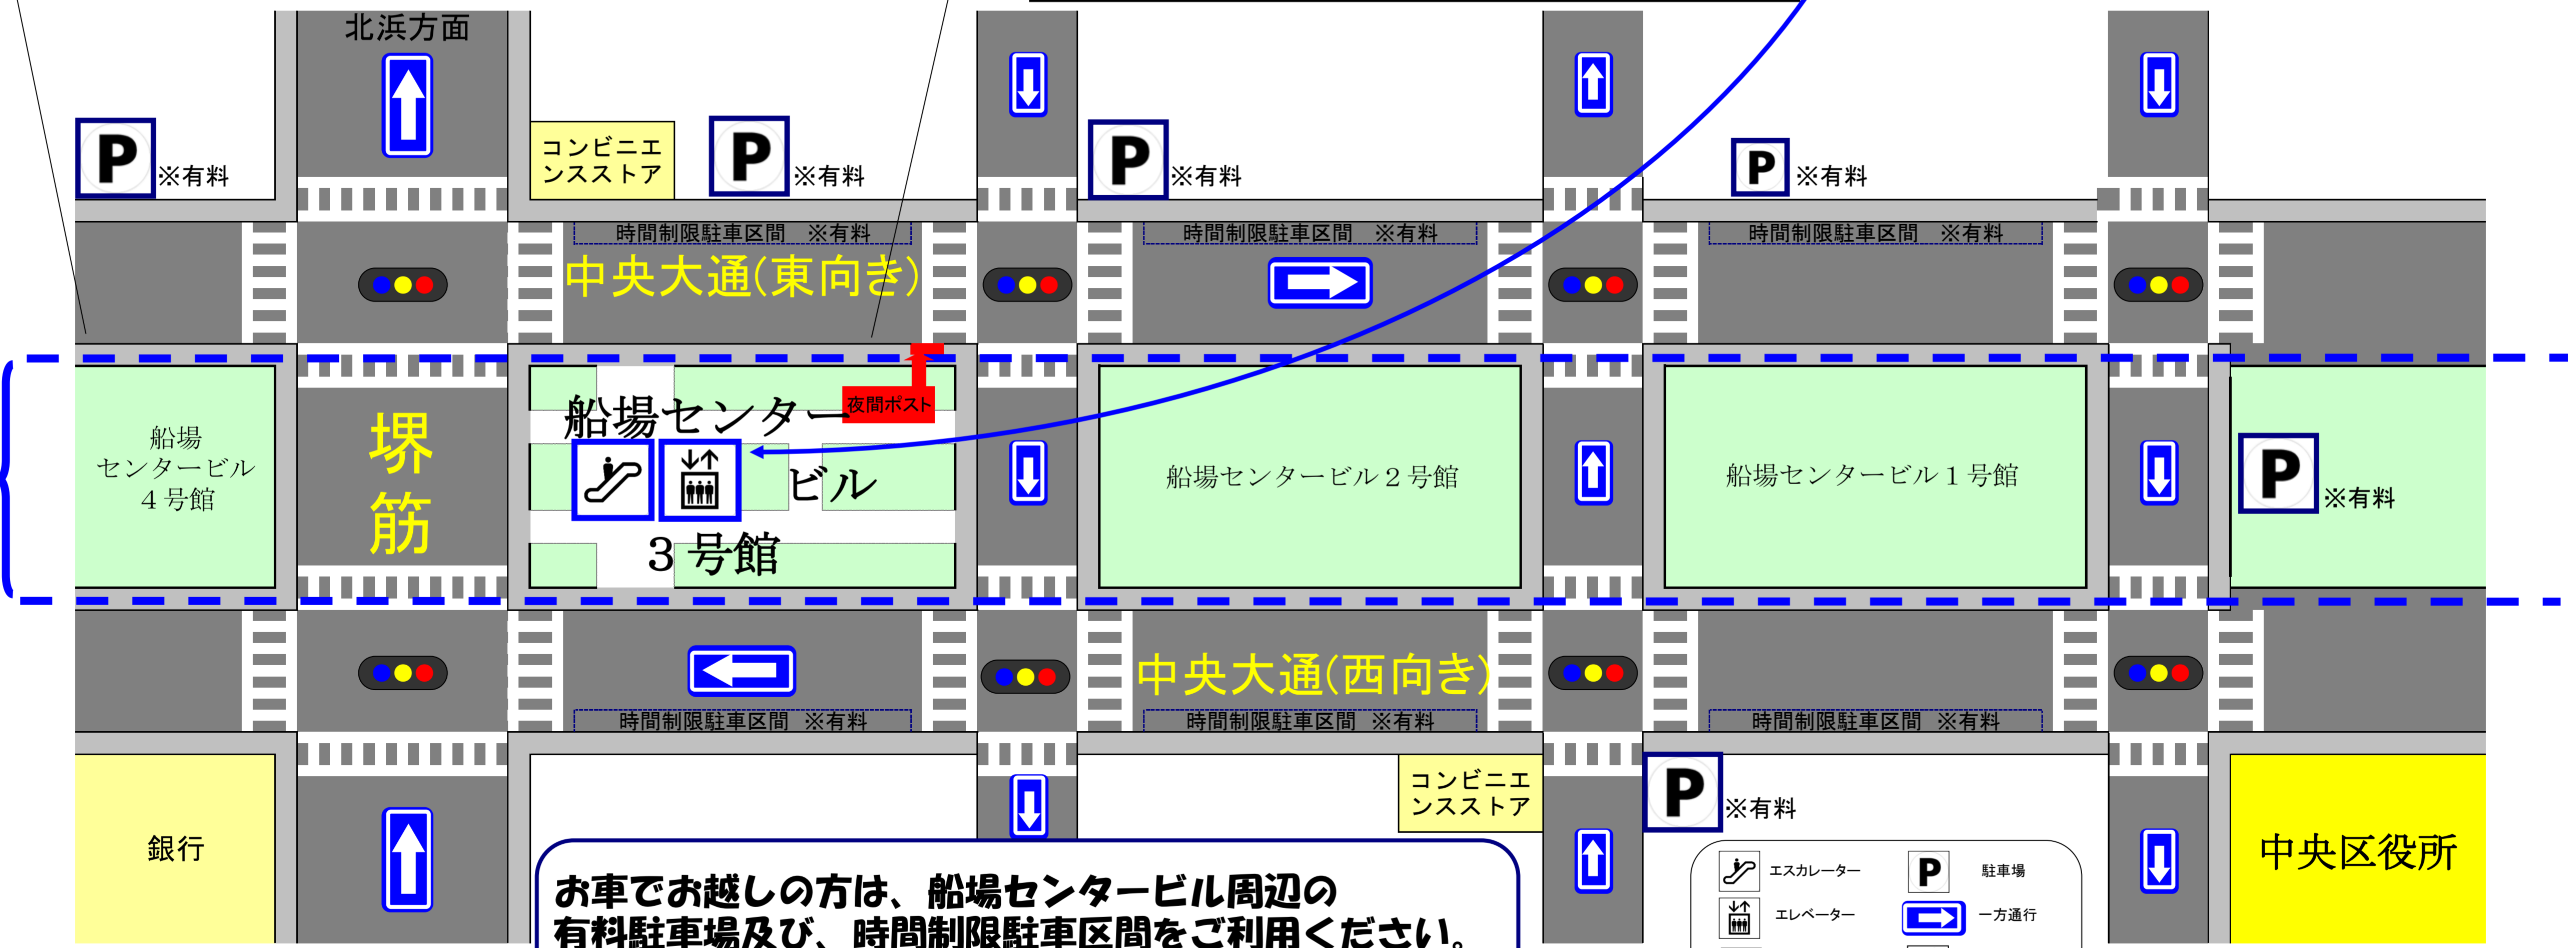 北浜方面
P
※有料
コンビニエ
ンスストア
P
※有料
P
※有料
P
※有料
時間制限駐車区間　※有料
時間制限駐車区間　※有料
時間制限駐車区間　※有料
中央大通(東向き)
船場
センタービル
4号館
堺
筋
船場センター
ビル
3号館
夜間ポスト
船場センタービル2号館
船場センタービル1号館
P
※有料
中央大通(西向き)
時間制限駐車区間　※有料
時間制限駐車区間　※有料
時間制限駐車区間　※有料
銀行
コンビニエ
ンスストア
P
※有料
中央区役所
お車でお越しの方は、船場センタービル周辺の
有料駐車場及び、時間制限駐車区間をご利用ください。
エスカレーター
P
駐車場
エレベーター
一方通行